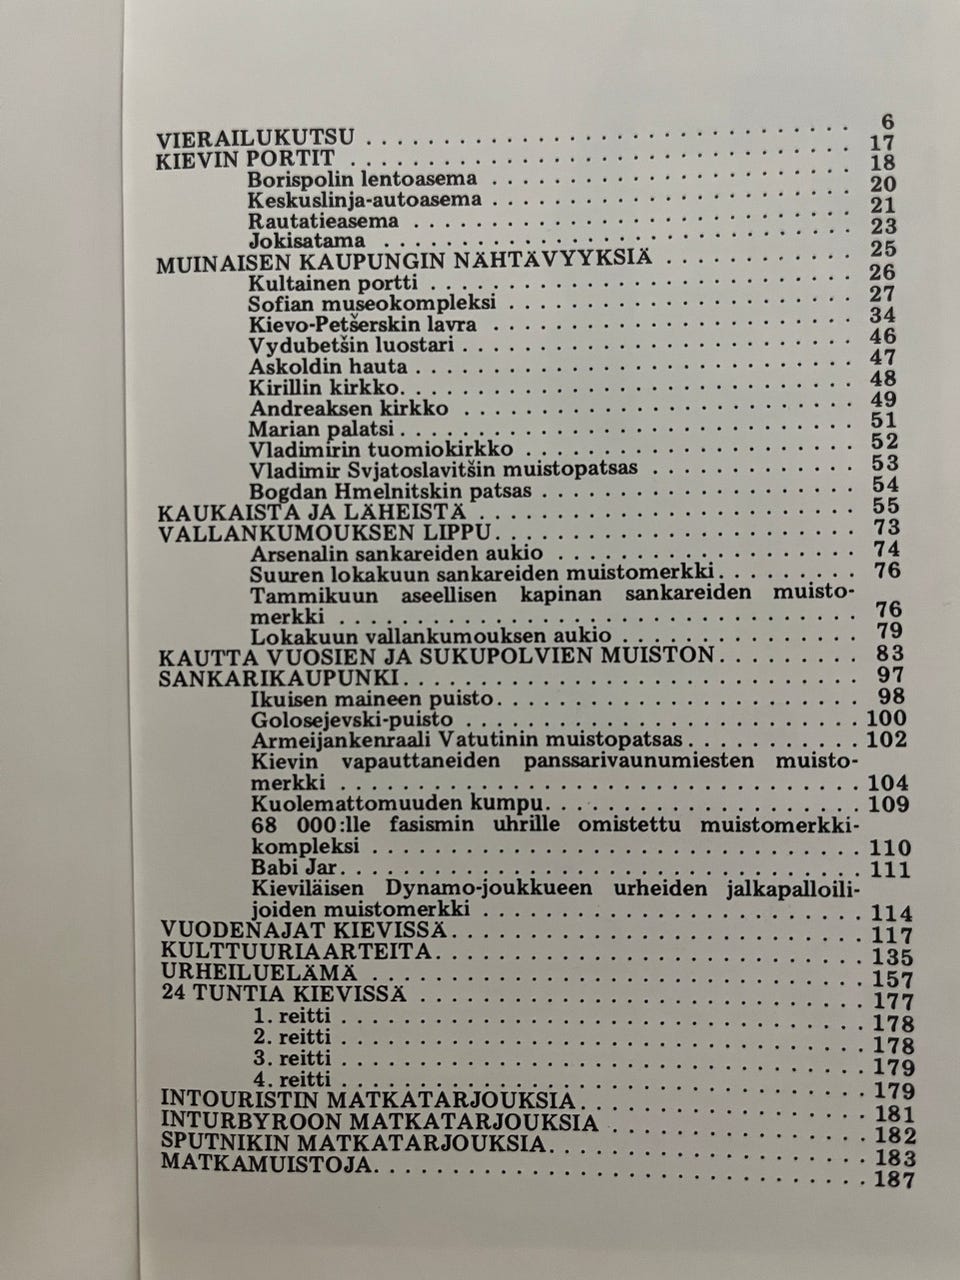 VIERAILUKUTSU . . . . . . . . . . . . . . . . . . . . . . . . . . . . 6
KIEVIN PORTIT . . . . . . . . . . . . . . . . . . . . . . . . . . . . 17
Borispolin lentoasema . . . . . . . . . . . . . . . . . . . . . 18
Keskuslinja-autoasema . . . . . . . . . . . . . . . . . . . . . 20
Rautatieasema . . . . . . . . . . . . . . . . . . . . . . . . . 21
Jokisatama . . . . . . . . . . . . . . . . . . . . . . . . . . 23
MUINAISEN KAUPUNGIN NÄHTÄVYYKSIÄ . . . . . . . . . . . 25
Kultainen portti . . . . . . . . . . . . . . . . . . . . . . . . 26
Sofian museokompleksi . . . . . . . . . . . . . . . . . . . . 27
Kievo-Petšerskin lavra . . . . . . . . . . . . . . . . . . . . . 34
Vydubetšin luostari . . . . . . . . . . . . . . . . . . . . . . . 46
Askoldin hauta . . . . . . . . . . . . . . . . . . . . . . . . . 47
Kirillin kirkko. . . . . . . . . . . . . . . . . . . . . . . . . . 48
Andreaksen kirkko . . . . . . . . . . . . . . . . . . . . . . . 49
Marian palatsi . . . . . . . . . . . . . . . . . . . . . . . . . . 51
Vladimirin tuomiokirkko . . . . . . . . . . . . . . . . . . . 52
Vladimir Svjatoslavitšin muistopatsas . . . . . . . . . . . . 53
Bogdan Hmelnitskin patsas . . . . . . . . . . . . . . . . . . 54
KAUKAISTA JA LÄHEISTÄ . . . . . . . . . . . . . . . . . . . . . 55
VALLANKUMOUKSEN LIPPU. . . . . . . . . . . . . . . . . . . . 73
Arsenalin sankareiden aukio . . . . . . . . . . . . . . . . . 74
Suuren lokakuun sankareiden muistomerkki. . . . . . . . . 76
Tammikuun aseellisen kapinan sankareiden muisto-
merkki . . . . . . . . . . . . . . . . . . . . . . . . . . . . . 76
Lokakuun vallankumouksen aukio . . . . . . . . . . . . . . 79
KAUTTA VUOSIEN JA SUKUPOLVIEN MUISTON. . . . . . . . . 83
SANKARIKAUPUNKI. . . . . . . . . . . . . . . . . . . . . . . . . 97
Ikuisen maineen puisto. . . . . . . . . . . . . . . . . . . . . 98
Golosejevski-puisto . . . . . . . . . . . . . . . . . . . . . . . 100
Armeijankenraali Vatutinin muistopatsas. . . . . . . . . . . 102
Kievin vapauttaneiden panssarivaunumiesten muisto-
merkki . . . . . . . . . . . . . . . . . . . . . . . . . . . . . 104
Kuolemattomuuden kumpu. . . . . . . . . . . . . . . . . . . 109
68 000:lle fasismin uhrille omistettu muistomerkki-
kompleksi . . . . . . . . . . . . . . . . . . . . . . . . . . . 110
Babi Jar. . . . . . . . . . . . . . . . . . . . . . . . . . . . . 111
Kieviläisen Dynamo-joukkueen urheiden jalkapalloili-
joiden muistomerkki . . . . . . . . . . . . . . . . . . . . . 114
VUODENAJAT KIEVISSÄ. . . . . . . . . . . . . . . . . . . . . . 117
KULTTUURIAARTEITA. . . . . . . . . . . . . . . . . . . . . . . 135
URHEILUELÄMÄ . . . . . . . . . . . . . . . . . . . . . . . . . . 157
24 TUNTIA KIEVISSÄ . . . . . . . . . . . . . . . . . . . . . . . . 177
1. reitti . . . . . . . . . . . . . . . . . . . . . . . . . . . . . 178
2. reitti . . . . . . . . . . . . . . . . . . . . . . . . . . . . . 178
3. reitti . . . . . . . . . . . . . . . . . . . . . . . . . . . . . 179
4. reitti . . . . . . . . . . . . . . . . . . . . . . . . . . . . . 179
INTOURISTIN MATKATARJOUKSIA. . . . . . . . . . . . . . . . 181
INTURBYROON MATKATARJOUKSIA . . . . . . . . . . . . . . 182
SPUTNIKIN MATKATARJOUKSIA. . . . . . . . . . . . . . . . . . 183
MATKAMUISTOJA. . . . . . . . . . . . . . . . . . . . . . . . . . . 187